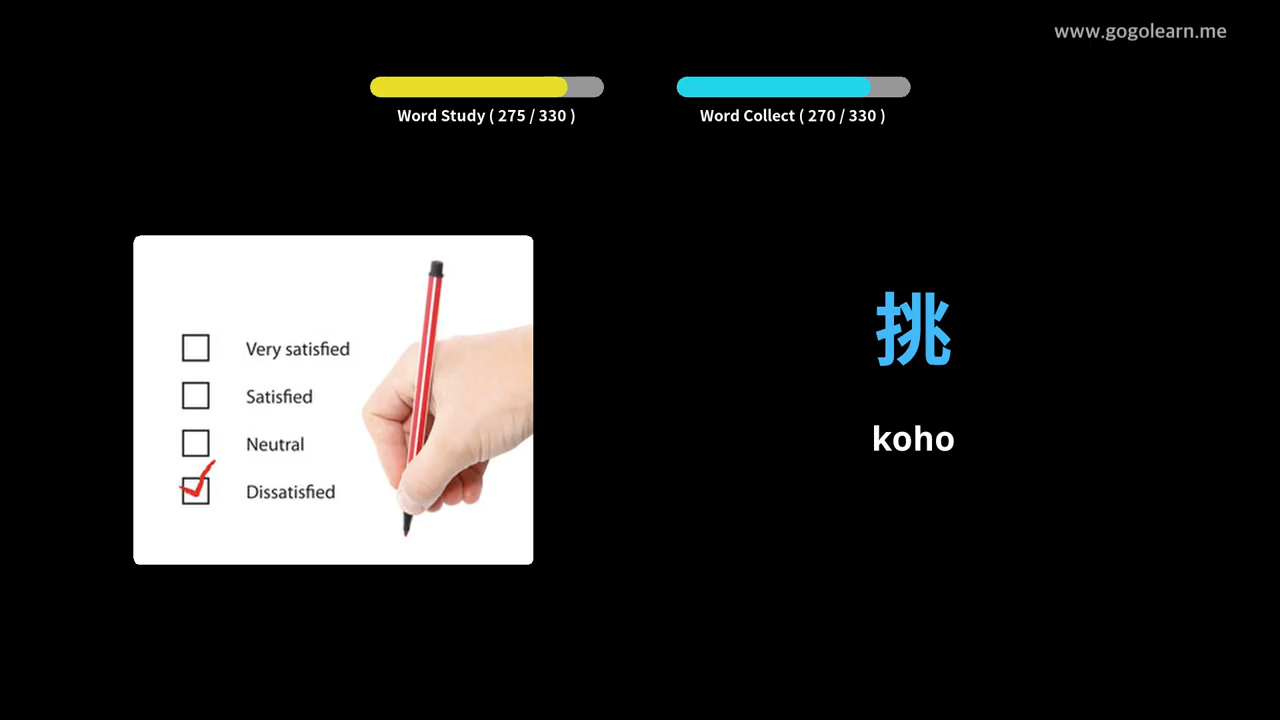 www.gogolearn.me
Word Study ( 275 / 330 )
Word Collect ( 270 / 330 )
Very satisfied
Satisfied
Neutral
Dissatisfied
挑
koho